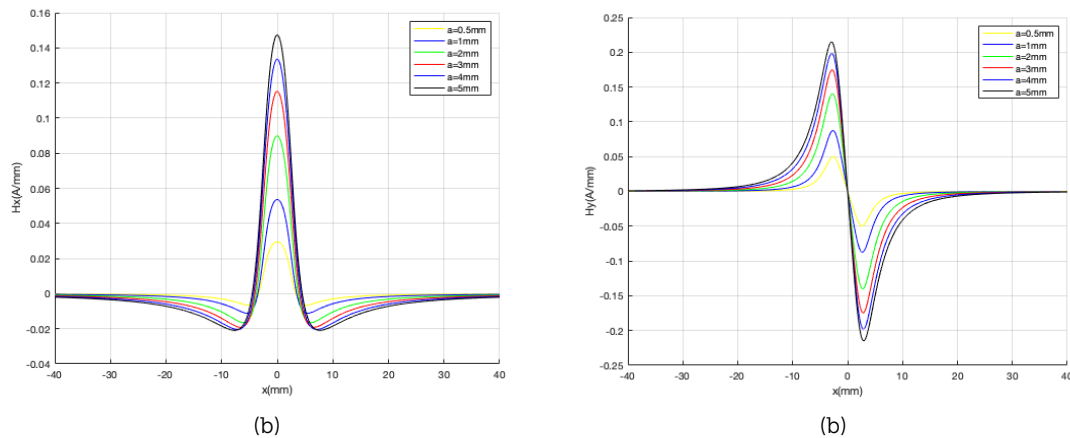 0.16
0.14
0.12
0.1
0.08
0.06
0.04
0.02
0
-0.02
-0.04
Hx(A/mm)
-40
-30
-20
-10
0
10
20
30
40
x(mm)
a=0.5mm
a=1mm
a=2mm
a=3mm
a=4mm
a=5mm
(b)
0.25
0.2
0.15
0.1
0.05
0
-0.05
-0.1
-0.15
-0.2
-0.25
Hy(A/mm)
-40
-30
-20
-10
0
10
20
30
40
x(mm)
a=0.5mm
a=1mm
a=2mm
a=3mm
a=4mm
a=5mm
(b)